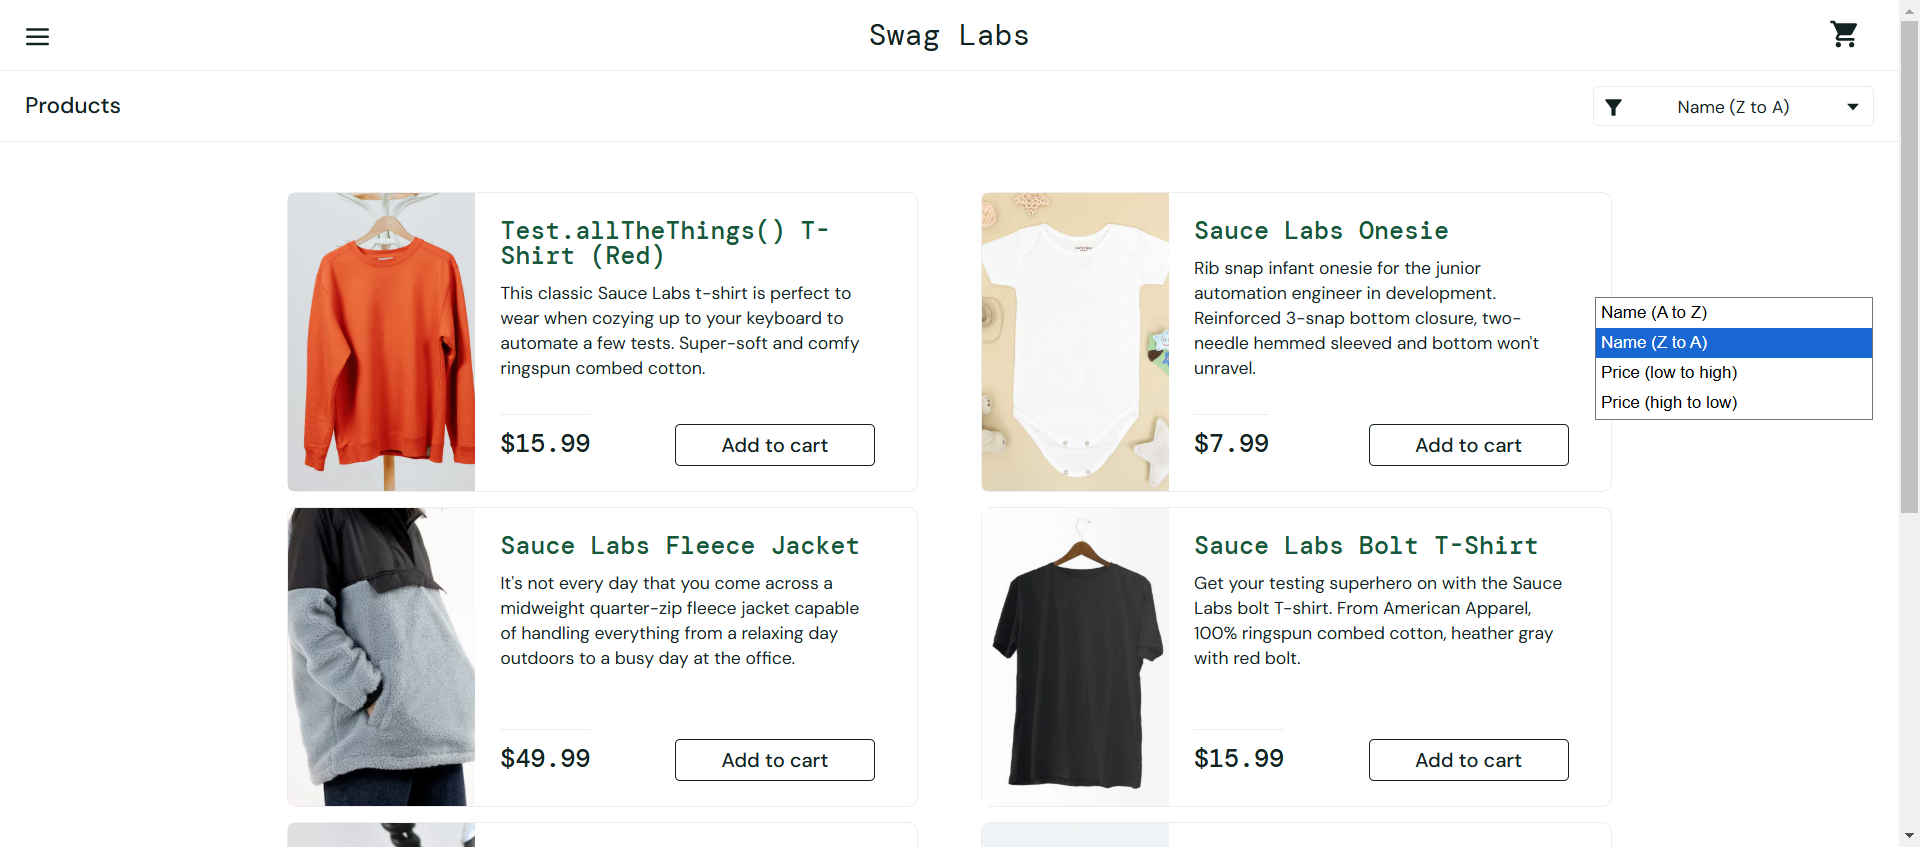 Swag Labs
Products
Name (Z to A)
Test.allTheThings() T-
Shirt (Red)
This classic Sauce Labs t-shirt is perfect to
wear when cozying up to your keyboard to
automate a few tests. Super-soft and comfy
ringspun combed cotton.
$15.99
Add to cart
Sauce Labs Onesie
Rib snap infant onesie for the junior
automation engineer in development.
Reinforced 3-snap bottom closure, two-
needle hemmed sleeved and bottom won't
unravel.
$7.99
Add to cart
Name (A to Z)
Name (Z to A)
Price (low to high)
Price (high to low)
Sauce Labs Fleece Jacket
It's not every day that you come across a
midweight quarter-zip fleece jacket capable
of handling everything from a relaxing day
outdoors to a busy day at the office.
$49.99
Add to cart
Sauce Labs Bolt T-Shirt
Get your testing superhero on with the Sauce
Labs bolt T-shirt. From American Apparel,
100% ringspun combed cotton, heather gray
with red bolt.
$15.99
Add to cart